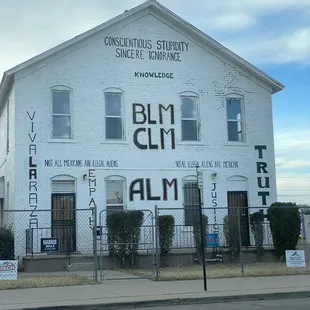 CONSCIENTIOUS STUPIDITY
SINCERE IGNORANCE
KNOWLEDGE
BLM
CLM
NOT ALL MEXICANS ARE ILLEGAL ALIENS
NOT ALL ILLEGAL ALIENS ARE MEXICAN
ALM
VIVA LA RAZA
EMPATHY
JUSTICE
TRUTH